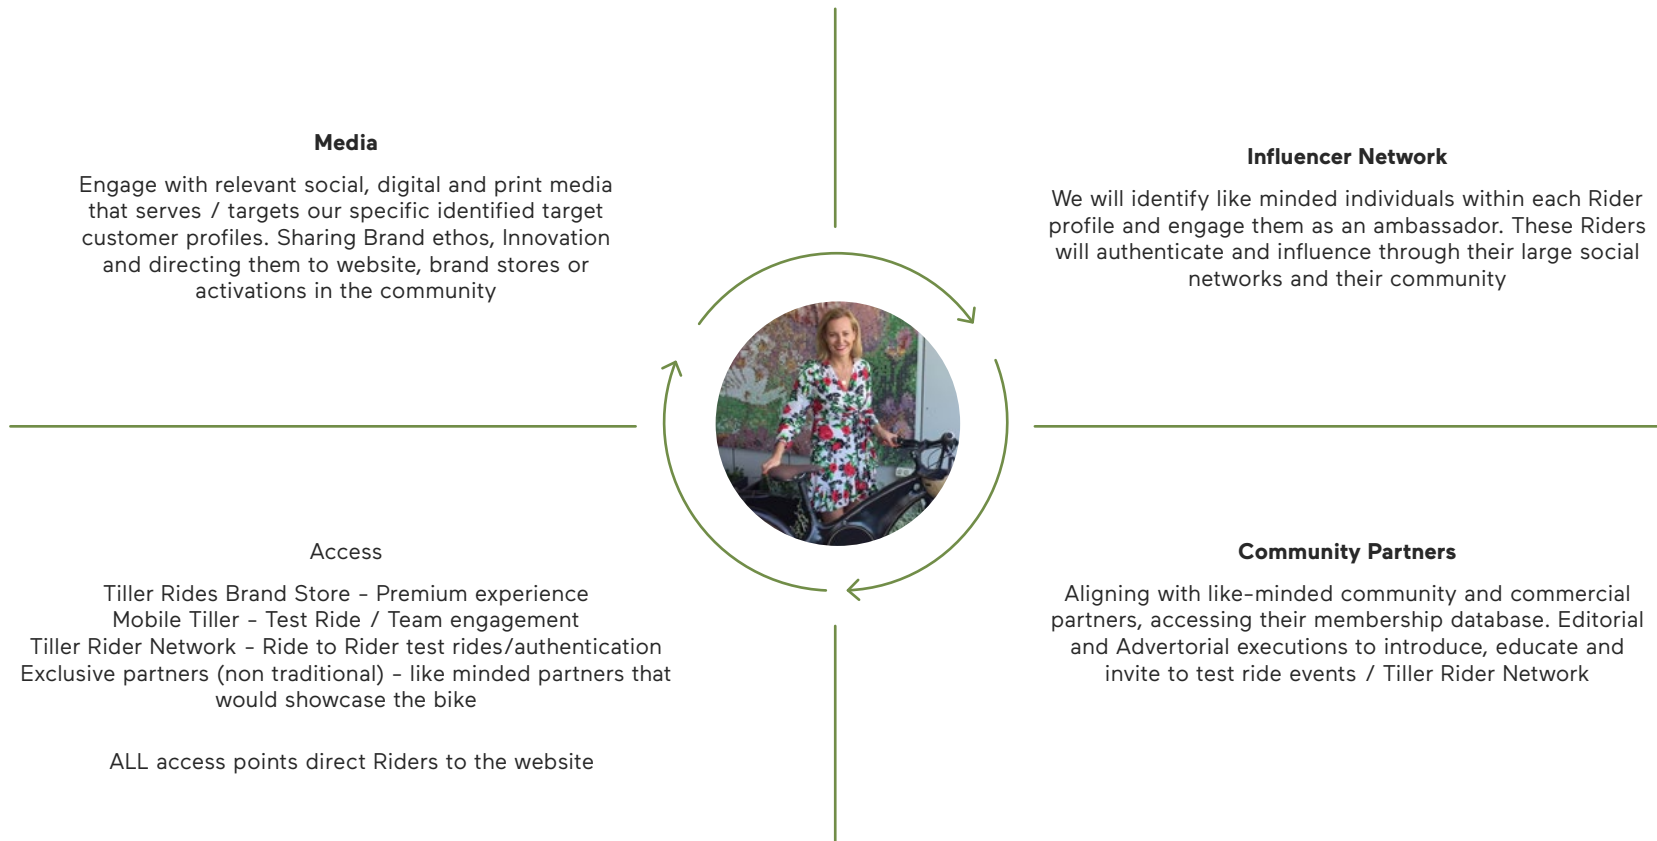 Media
Engage with relevant social, digital and print media
that serves / targets our specific identified target
customer profiles. Sharing Brand ethos, Innovation
and directing them to website, brand stores or
activations in the community
Influencer Network
We will identify like minded individuals within each Rider
profile and engage them as an ambassador. These Riders
will authenticate and influence through their large social
networks and their community
Access
Tiller Rides Brand Store - Premium experience
Mobile Tiller - Test Ride / Team engagement
Tiller Rider Network - Ride to Rider test rides/authentication
Exclusive partners (non traditional) - like minded partners that
would showcase the bike
ALL access points direct Riders to the website
Community Partners
Aligning with like-minded community and commercial
partners, accessing their membership database. Editorial
and Advertorial executions to introduce, educate and
invite to test ride events / Tiller Rider Network